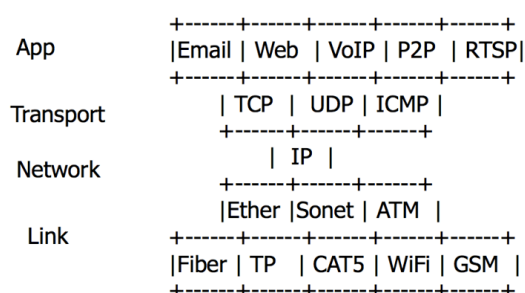 +------+------+------+------+------+
App |Email | Web | VoIP | P2P | RTSP|
+------+------+------+------+------+
Transport | TCP | UDP | ICMP |
+------+------+------+
Network | IP |
+------+------+------+
|Ether |Sonet | ATM |
Link +------+------+------+------+------+
|Fiber | TP | CAT5 | WiFi | GSM |
+------+------+------+------+------+